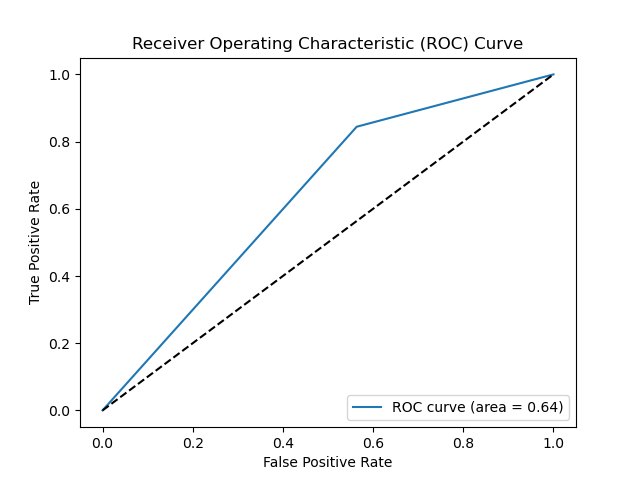 Receiver Operating Characteristic (ROC) Curve
1.0
0.8
0.6
0.4
0.2
0.0
True Positive Rate
ROC curve (area = 0.64)
0.0 0.2 0.4 0.6 0.8 1.0
False Positive Rate